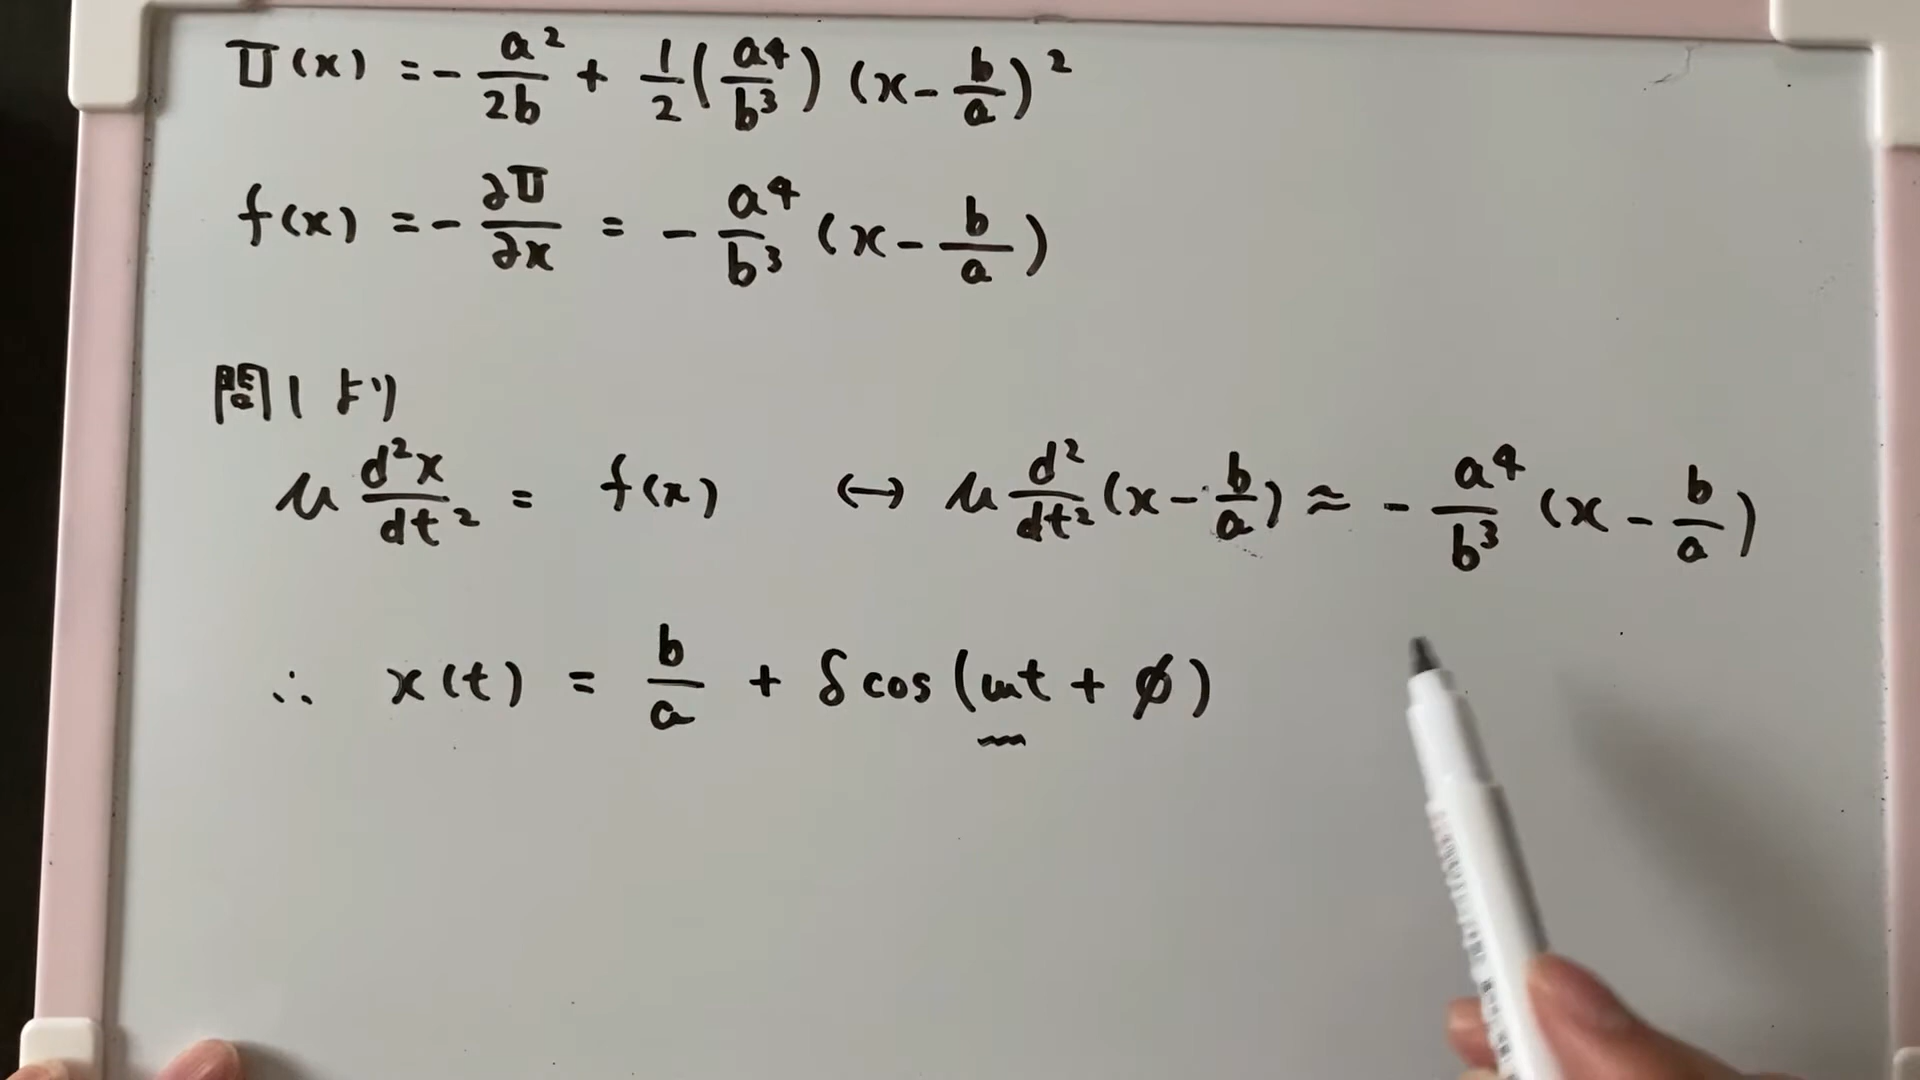 U(x) = - a²/2b + 1/2 (a⁴/b³) (x - b/a)²
f(x) = - ∂U/∂x = - a⁴/b³ (x - b/a)
問1より
μ d²x/dt² = f(x) ↔ μ d²/dt² (x - b/a) ≈ - a⁴/b³ (x - b/a)
∴ x(t) = b/a + δcos(ωt + φ)